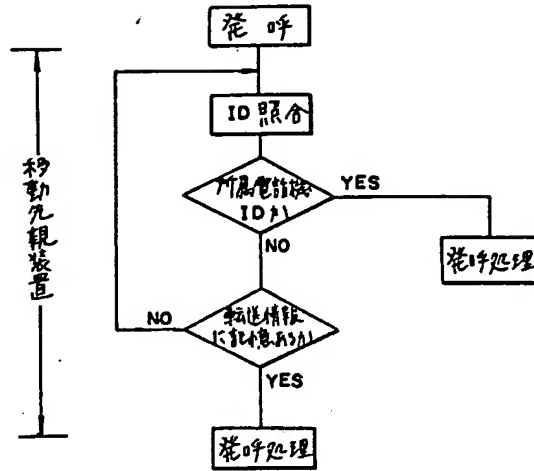 発呼
ID照合
所属電話機
IDか
YES
NO
発呼処理
転送情報
に記憶あるか
NO
YES
発呼処理
移動先親装置